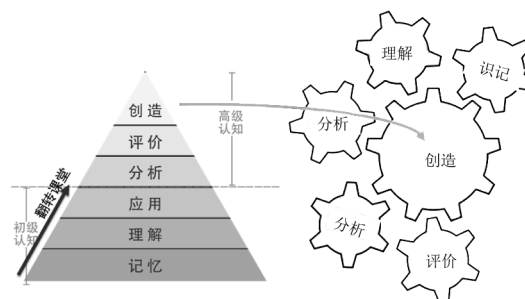 创造
评价
分析
应用
理解
记忆
高级
认知
初级
认知
翻转课堂
理解
识记
分析
创造
分析
评价